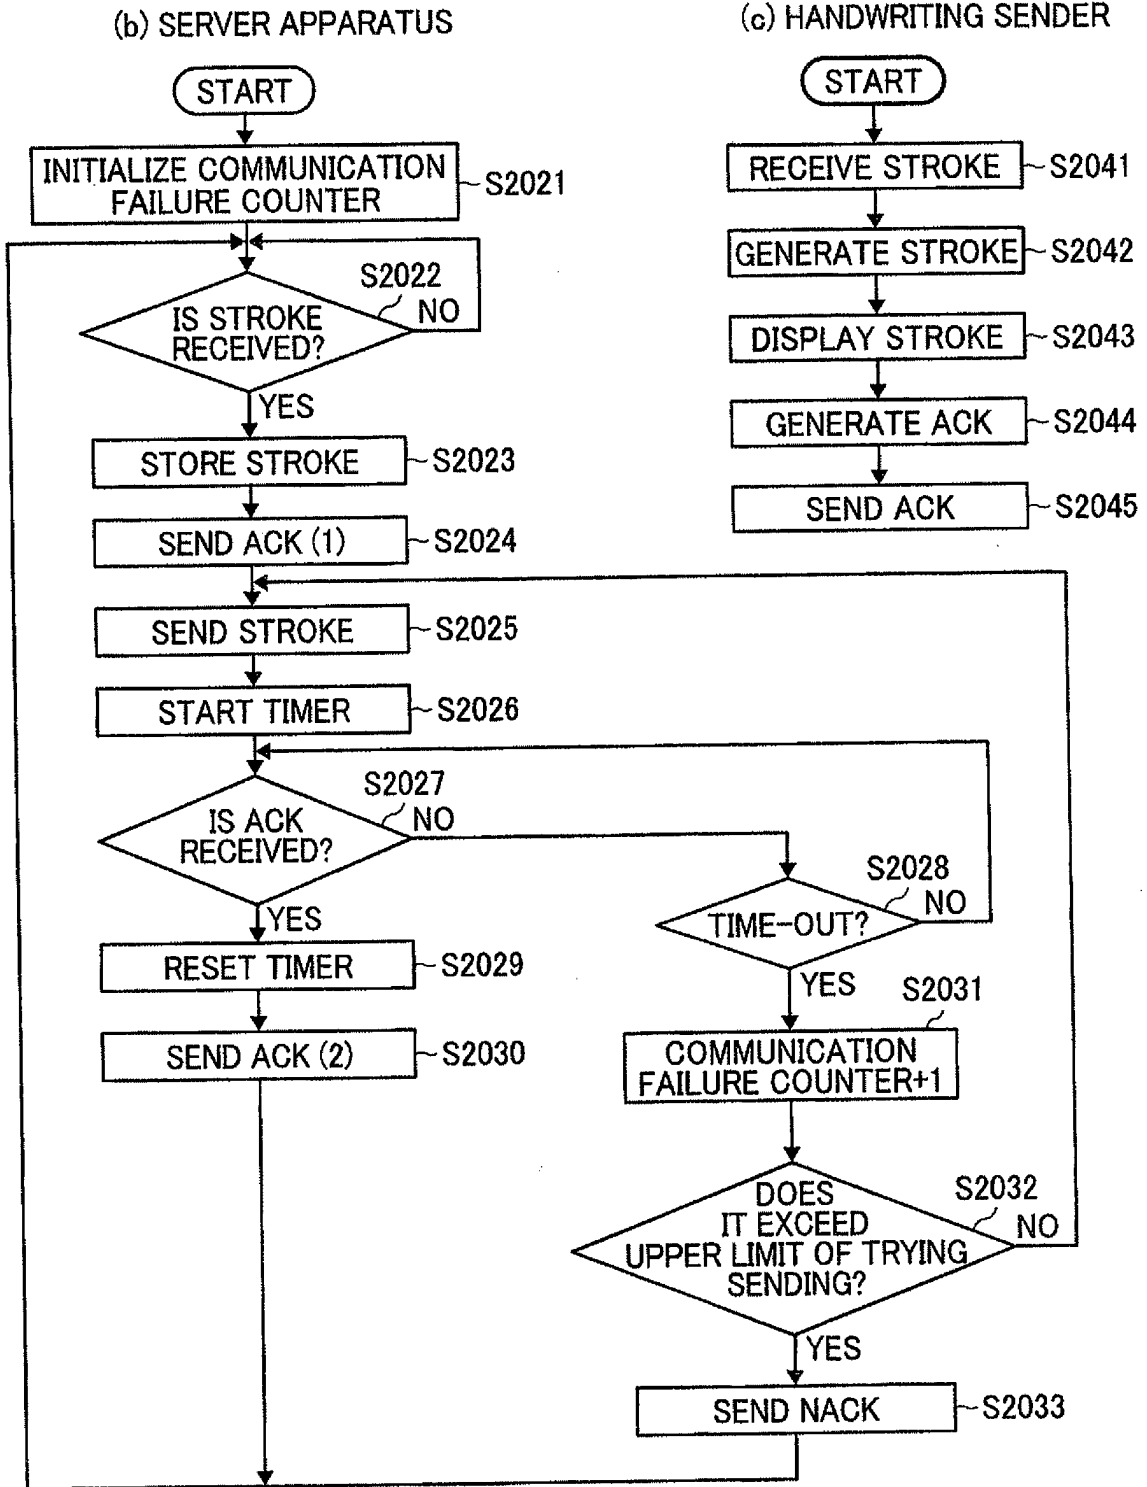 (b) SERVER APPARATUS
START
INITIALIZE COMMUNICATION
FAILURE COUNTER
S2021
S2022
IS STROKE
RECEIVED?
NO
YES
STORE STROKE
S2023
SEND ACK (1)
S2024
SEND STROKE
S2025
START TIMER
S2026
S2027
IS ACK
RECEIVED?
NO
YES
S2028
TIME-OUT?
NO
YES
RESET TIMER
S2029
SEND ACK (2)
S2030
S2031
COMMUNICATION
FAILURE COUNTER+1
S2032
DOES
IT EXCEED
UPPER LIMIT OF TRYING
SENDING?
NO
YES
SEND NACK
S2033
(c) HANDWRITING SENDER
START
RECEIVE STROKE
S2041
GENERATE STROKE
S2042
DISPLAY STROKE
S2043
GENERATE ACK
S2044
SEND ACK
S2045